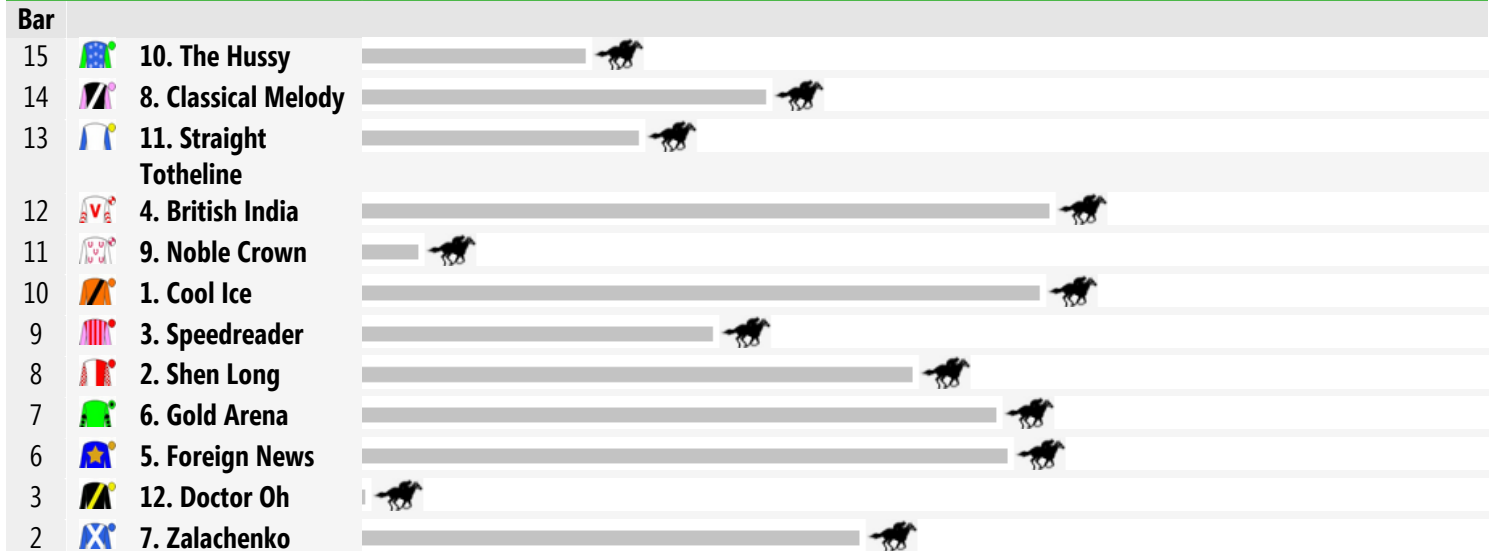 Bar
15 10. The Hussy
14 8. Classical Melody
13 11. Straight
Totheline
12 4. British India
11 9. Noble Crown
10 1. Cool Ice
9 3. Speedreader
8 2. Shen Long
7 6. Gold Arena
6 5. Foreign News
3 12. Doctor Oh
2 7. Zalachenko